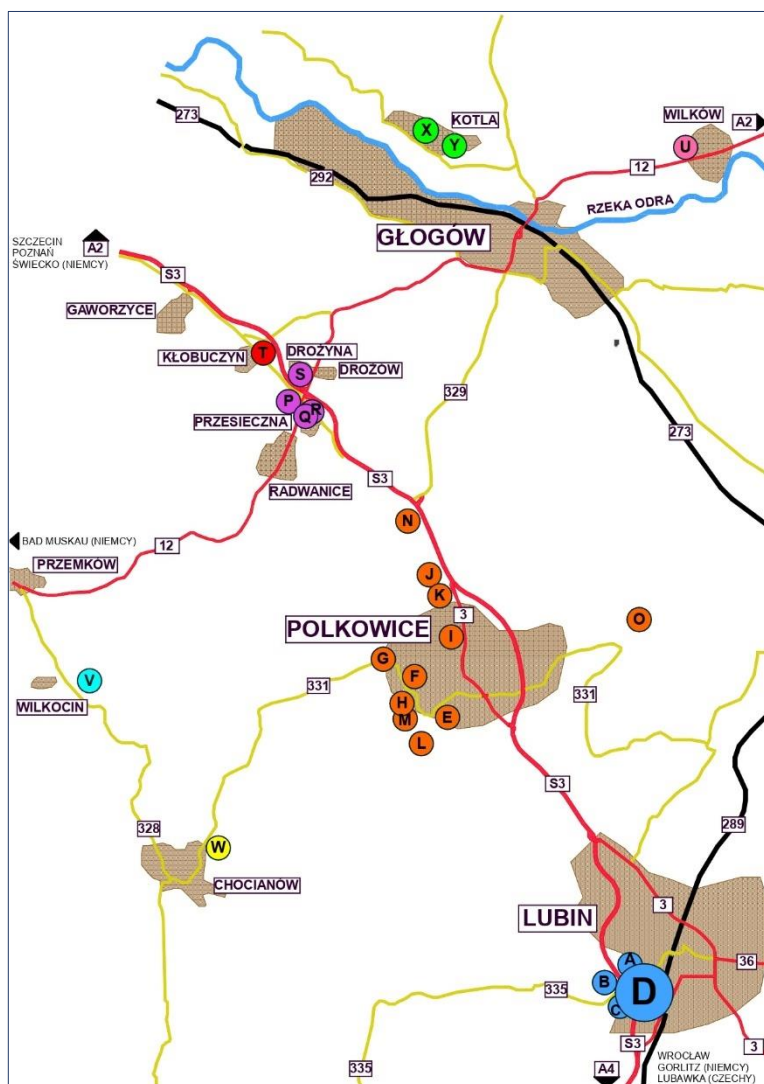 273
X
KOTLA
Y
WILKÓW
A2
U
12
292
RZEKA ODRA
GŁOGÓW
SZCZECIN
POZNAŃ
ŚWIECKO (NIEMCY)
A2
S3
GAWORZYCE
KŁOBUCZYN
T
DROŻYNA
S
DROŻÓW
P
R
Q
PRZESIECZNA
329
273
RADWANICE
S3
N
BAD MUSKAU (NIEMCY)
12
PRZEMKÓW
J
K
3
O
POLKOWICE
I
G
F
331
331
V
WILKOCIN
H
M
E
L
S3
328
289
W
CHOCIANÓW
3
LUBIN
A
36
B
D
335
C
S3
3
335
A4
WROCŁAW
GORLITZ (NIEMCY)
LUBAWKA (CZECHY)